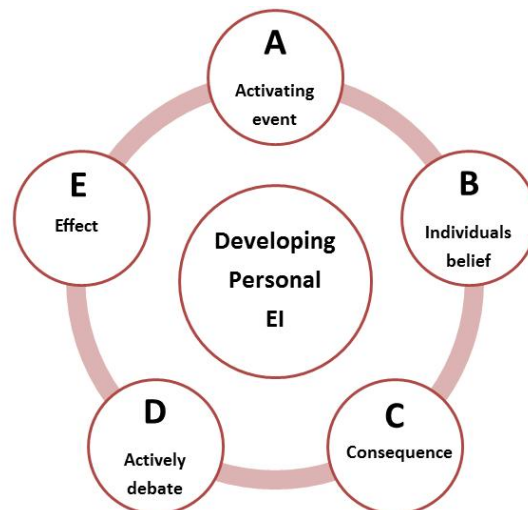 A
Activating
event
B
Individuals
belief
C
Consequence
D
Actively
debate
E
Effect
Developing
Personal
EI